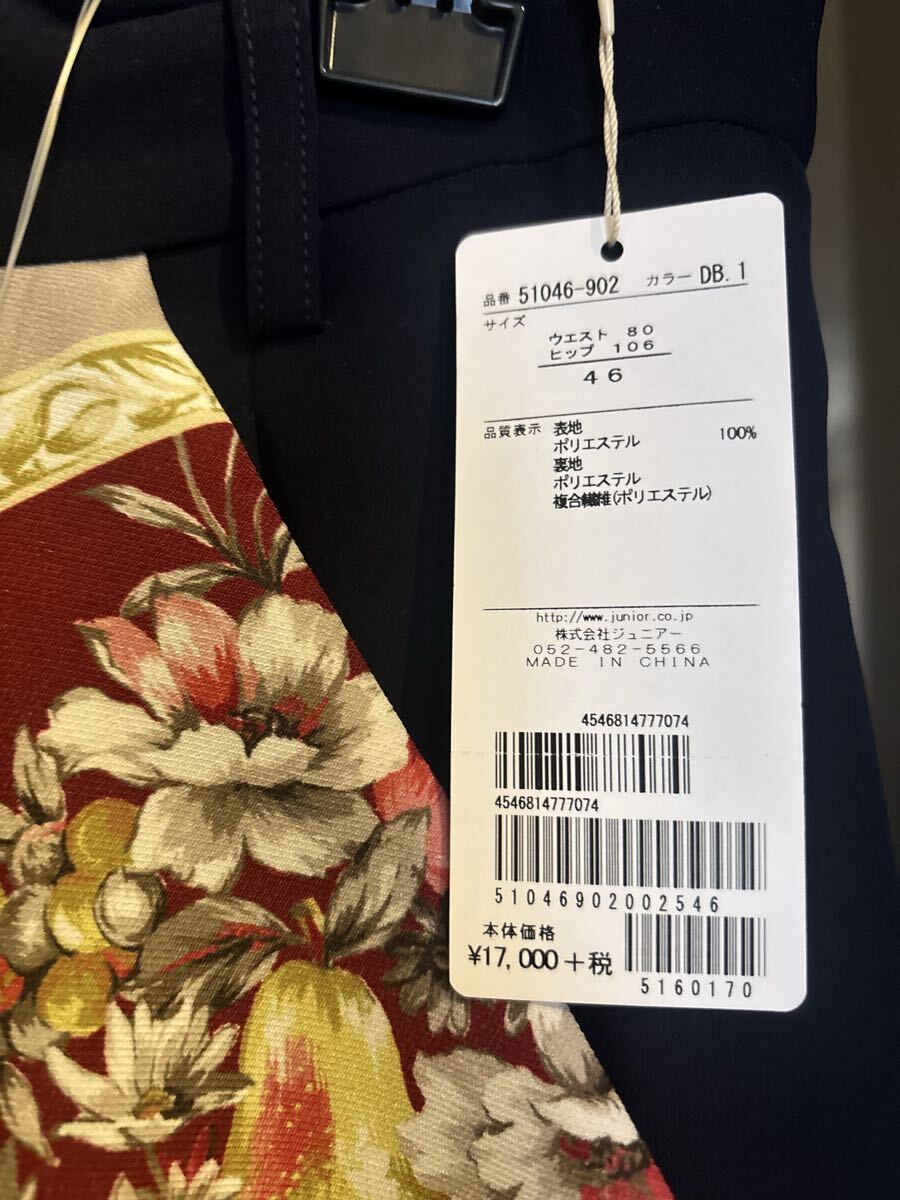 品番 51046-902 カラー DB.1
サイズ
ウエスト 80
ヒップ 106
46
品質表示 表地
ポリエステル 100%
裏地
ポリエステル
複合繊維(ポリエステル)
http://www.junior.co.jp
株式会社ジュニアー
052-482-5566
MADE IN CHINA
4546814777074
4546814777074
51046902002546
本体価格
¥17,000+税
5160170